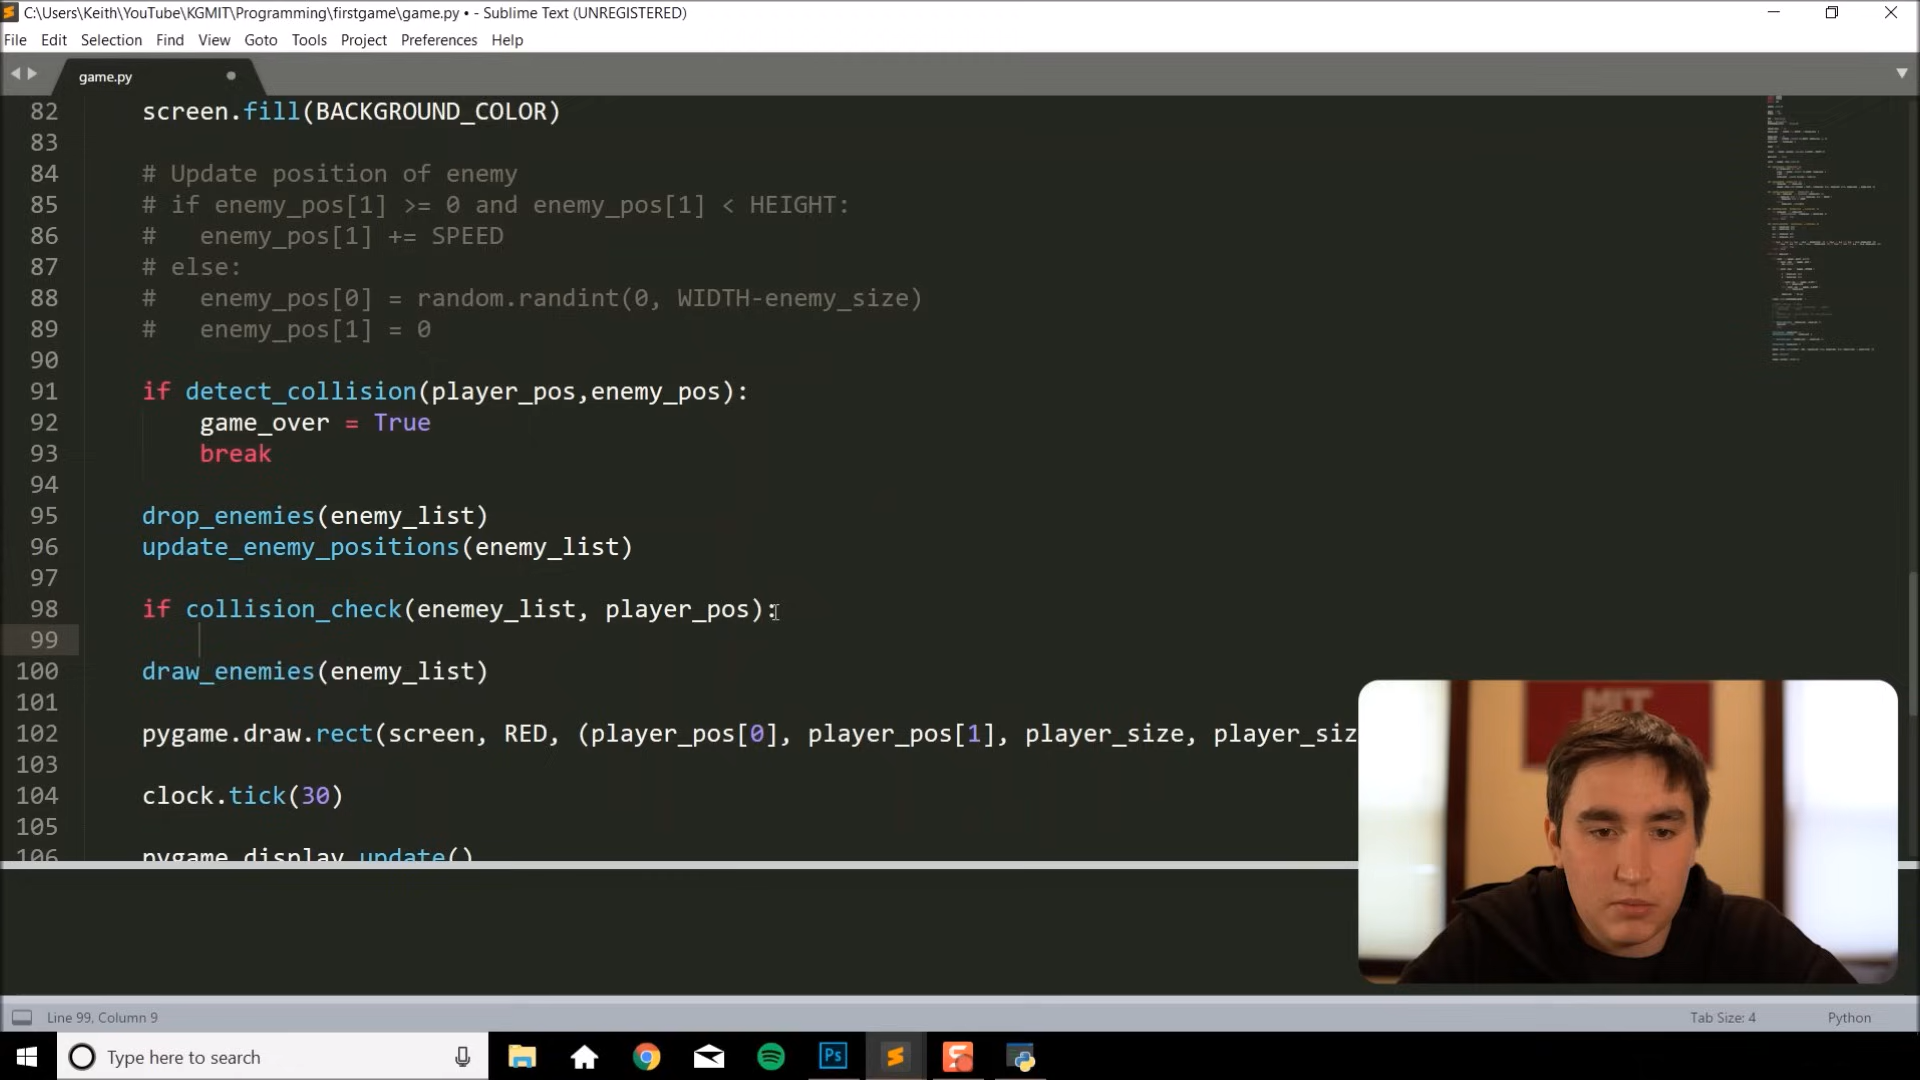 C:\Users\Keith\YouTube\KGMIT\Programming\firstgame\game.py • - Sublime Text (UNREGISTERED)
File Edit Selection Find View Goto Tools Project Preferences Help
game.py
82 screen.fill(BACKGROUND_COLOR)
83
84 # Update position of enemy
85 # if enemy_pos[1] >= 0 and enemy_pos[1] < HEIGHT:
86 # enemy_pos[1] += SPEED
87 # else:
88 # enemy_pos[0] = random.randint(0, WIDTH-enemy_size)
89 # enemy_pos[1] = 0
90
91 if detect_collision(player_pos,enemy_pos):
92 game_over = True
93 break
94
95 drop_enemies(enemy_list)
96 update_enemy_positions(enemy_list)
97
98 if collision_check(enemey_list, player_pos):
99
100 draw_enemies(enemy_list)
101
102 pygame.draw.rect(screen, RED, (player_pos[0], player_pos[1], player_size, player_siz
103
104 clock.tick(30)
105
106 pygame.display.update()
MIT
Line 99, Column 9
Tab Size: 4
Python
Type here to search
Ps